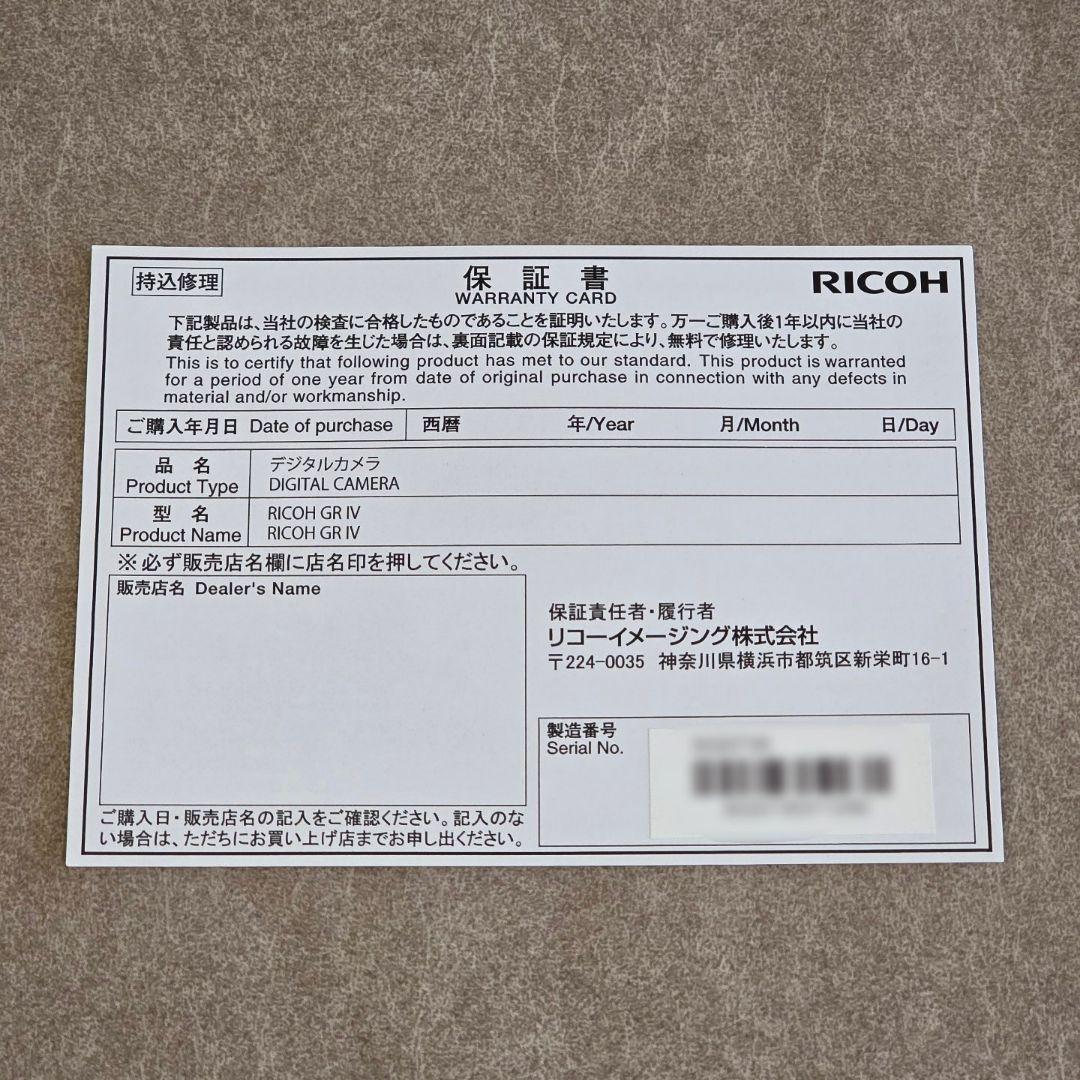 持込修理
保証書
WARRANTY CARD
RICOH
下記製品は、当社の検査に合格したものであることを証明いたします。万一ご購入後1年以内に当社の
責任と認められる故障を生じた場合は、裏面記載の保証規定により、無料で修理いたします。
This is to certify that following product has met to our standard. This product is warranted
for a period of one year from date of original purchase in connection with any defects in
material and/or workmanship.
ご購入年月日 Date of purchase 西暦 年/Year 月/Month 日/Day
品 名 デジタルカメラ
Product Type DIGITAL CAMERA
型 名 RICOH GR IV
Product Name RICOH GR IV
※必ず販売店名欄に店名印を押してください。
販売店名 Dealer's Name
保証責任者・履行者
リコーイメージング株式会社
〒224-0035 神奈川県横浜市都筑区新栄町16-1
製造番号
Serial No.
ご購入日・販売店名の記入をご確認ください。記入のな
い場合は、ただちにお買い上げ店までお申し出ください。